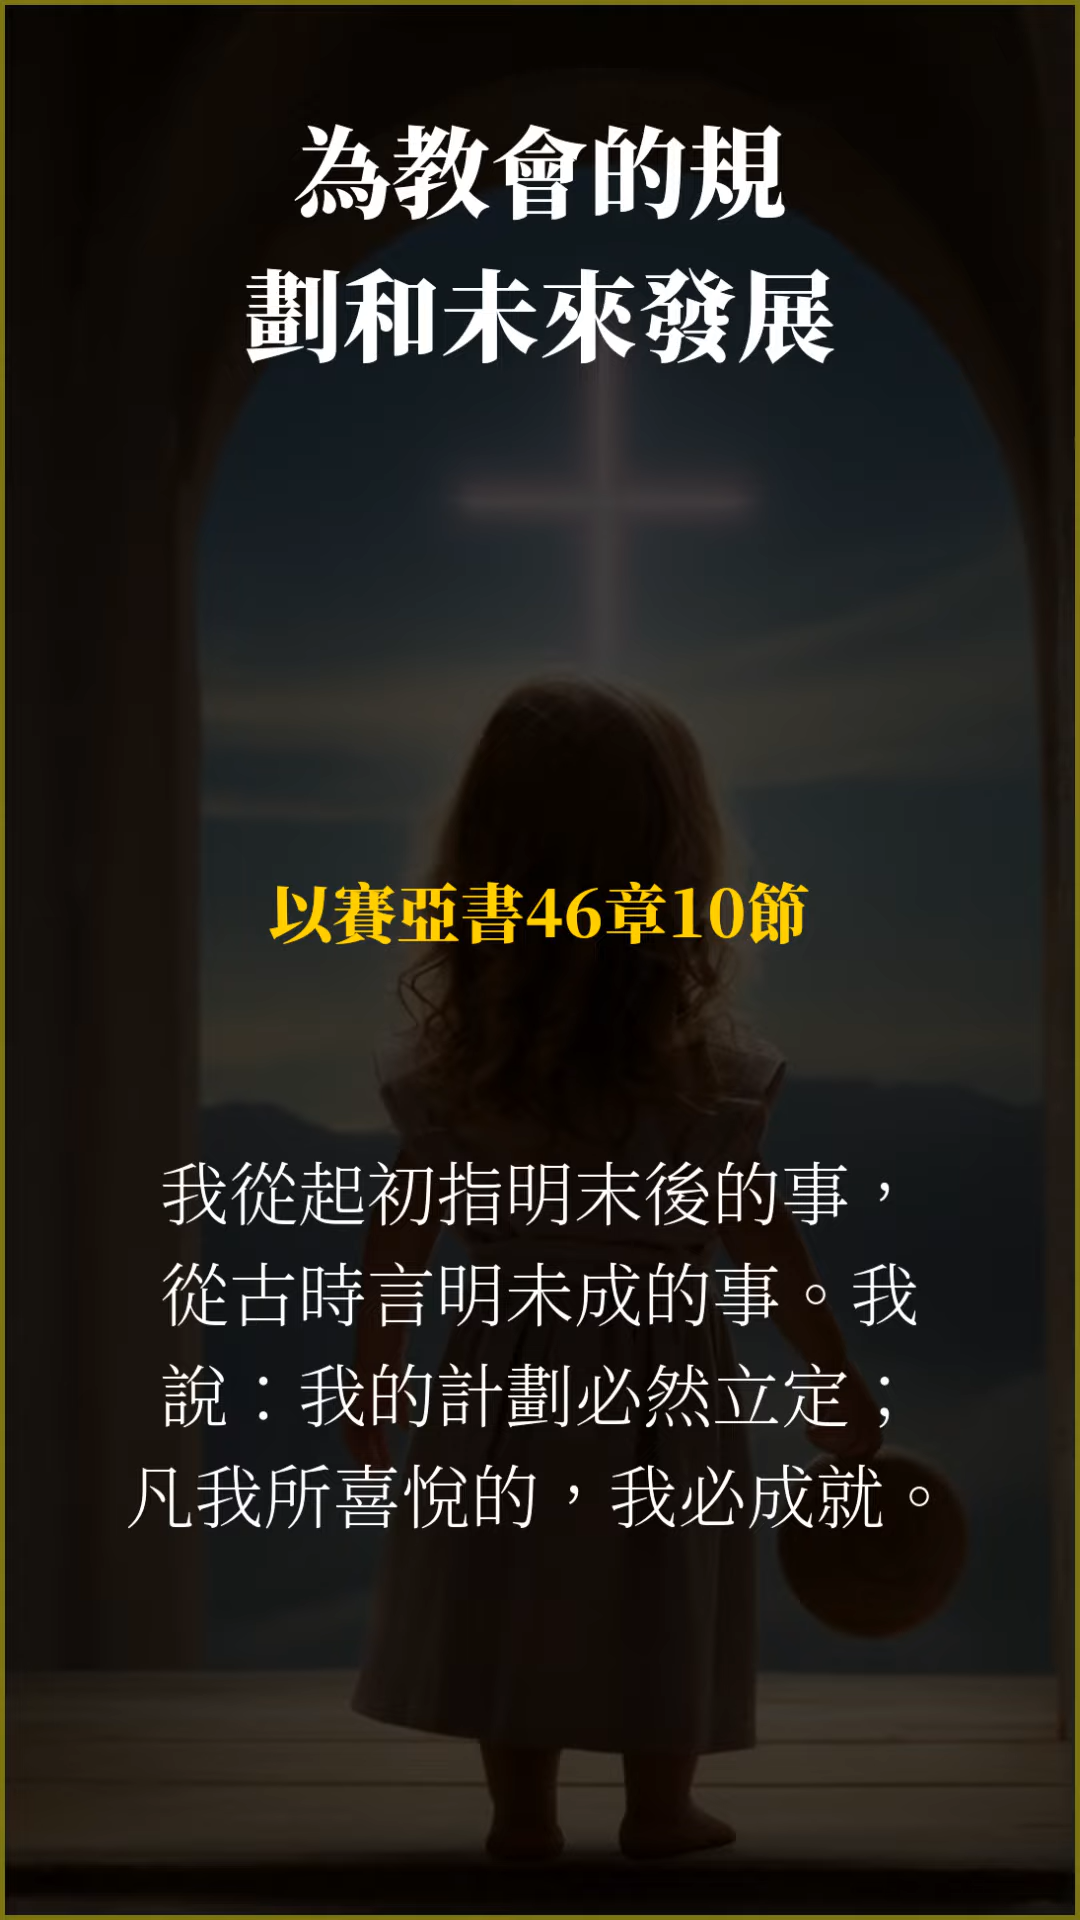 為教會的規
劃和未來發展
以賽亞書46章10節
我從起初指明末後的事，
從古時言明未成的事。我
說：我的計劃必然立定；
凡我所喜悅的，我必成就。